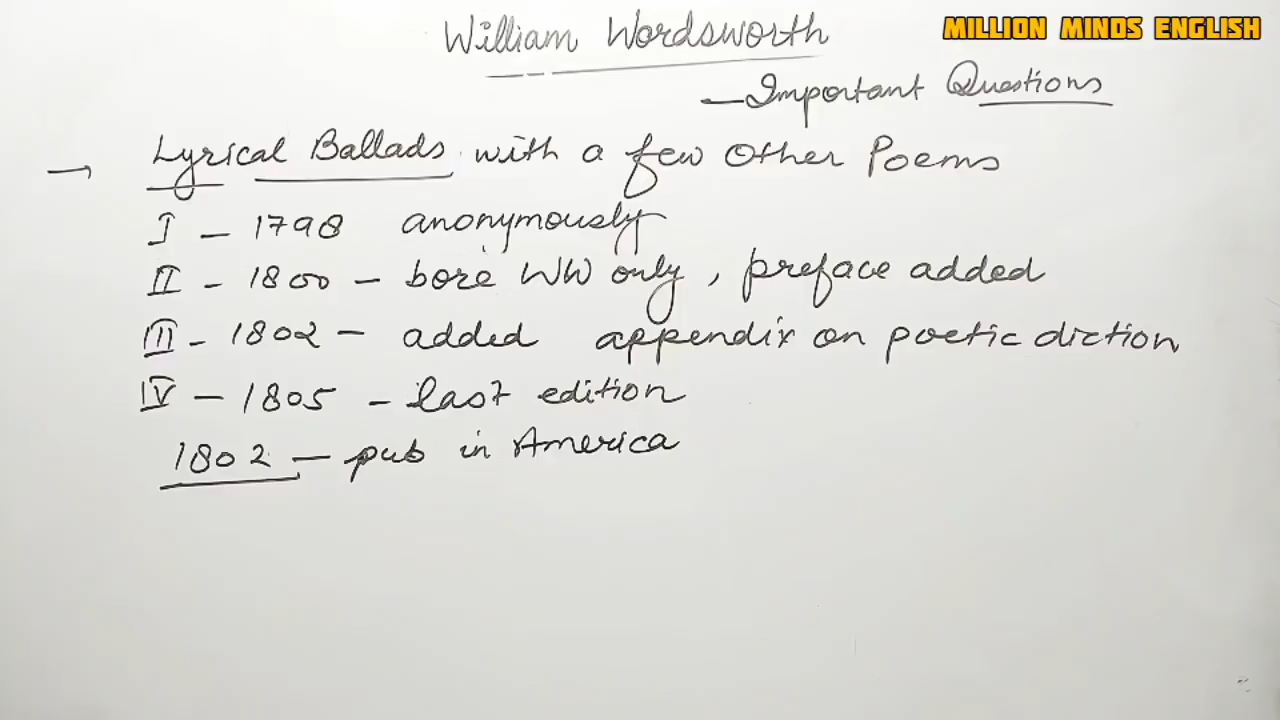 William Wordsworth
MILLION MINDS ENGLISH
— Important Questions
→ Lyrical Ballads with a few Other Poems
I – 1798 anonymously
II – 1800 – bore WW only, preface added
III – 1802 – added appendix on poetic diction
IV – 1805 – last edition
1802 – pub in America